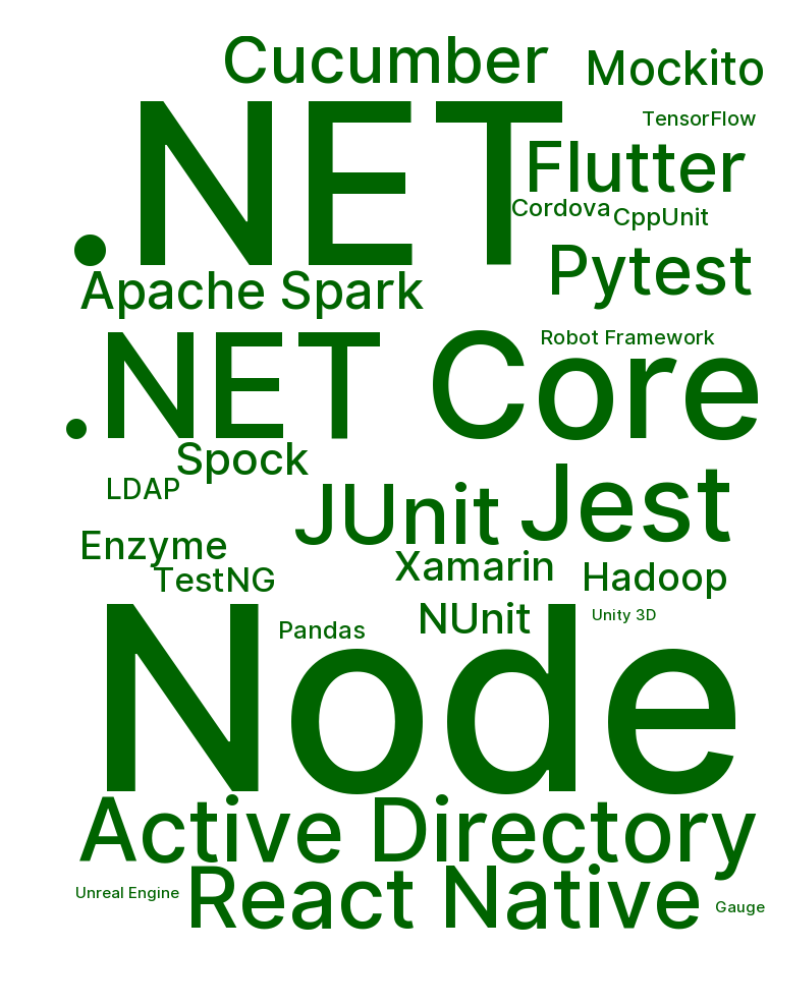 Cucumber
Mockito
.NET
TensorFlow
Flutter
Cordova
CppUnit
Pytest
Apache Spark
.NET Core
Robot Framework
Spock
LDAP
JUnit
Jest
Enzyme
Xamarin
TestNG
Hadoop
Node
NUnit
Unity 3D
Pandas
Active Directory
React Native
Unreal Engine
Gauge